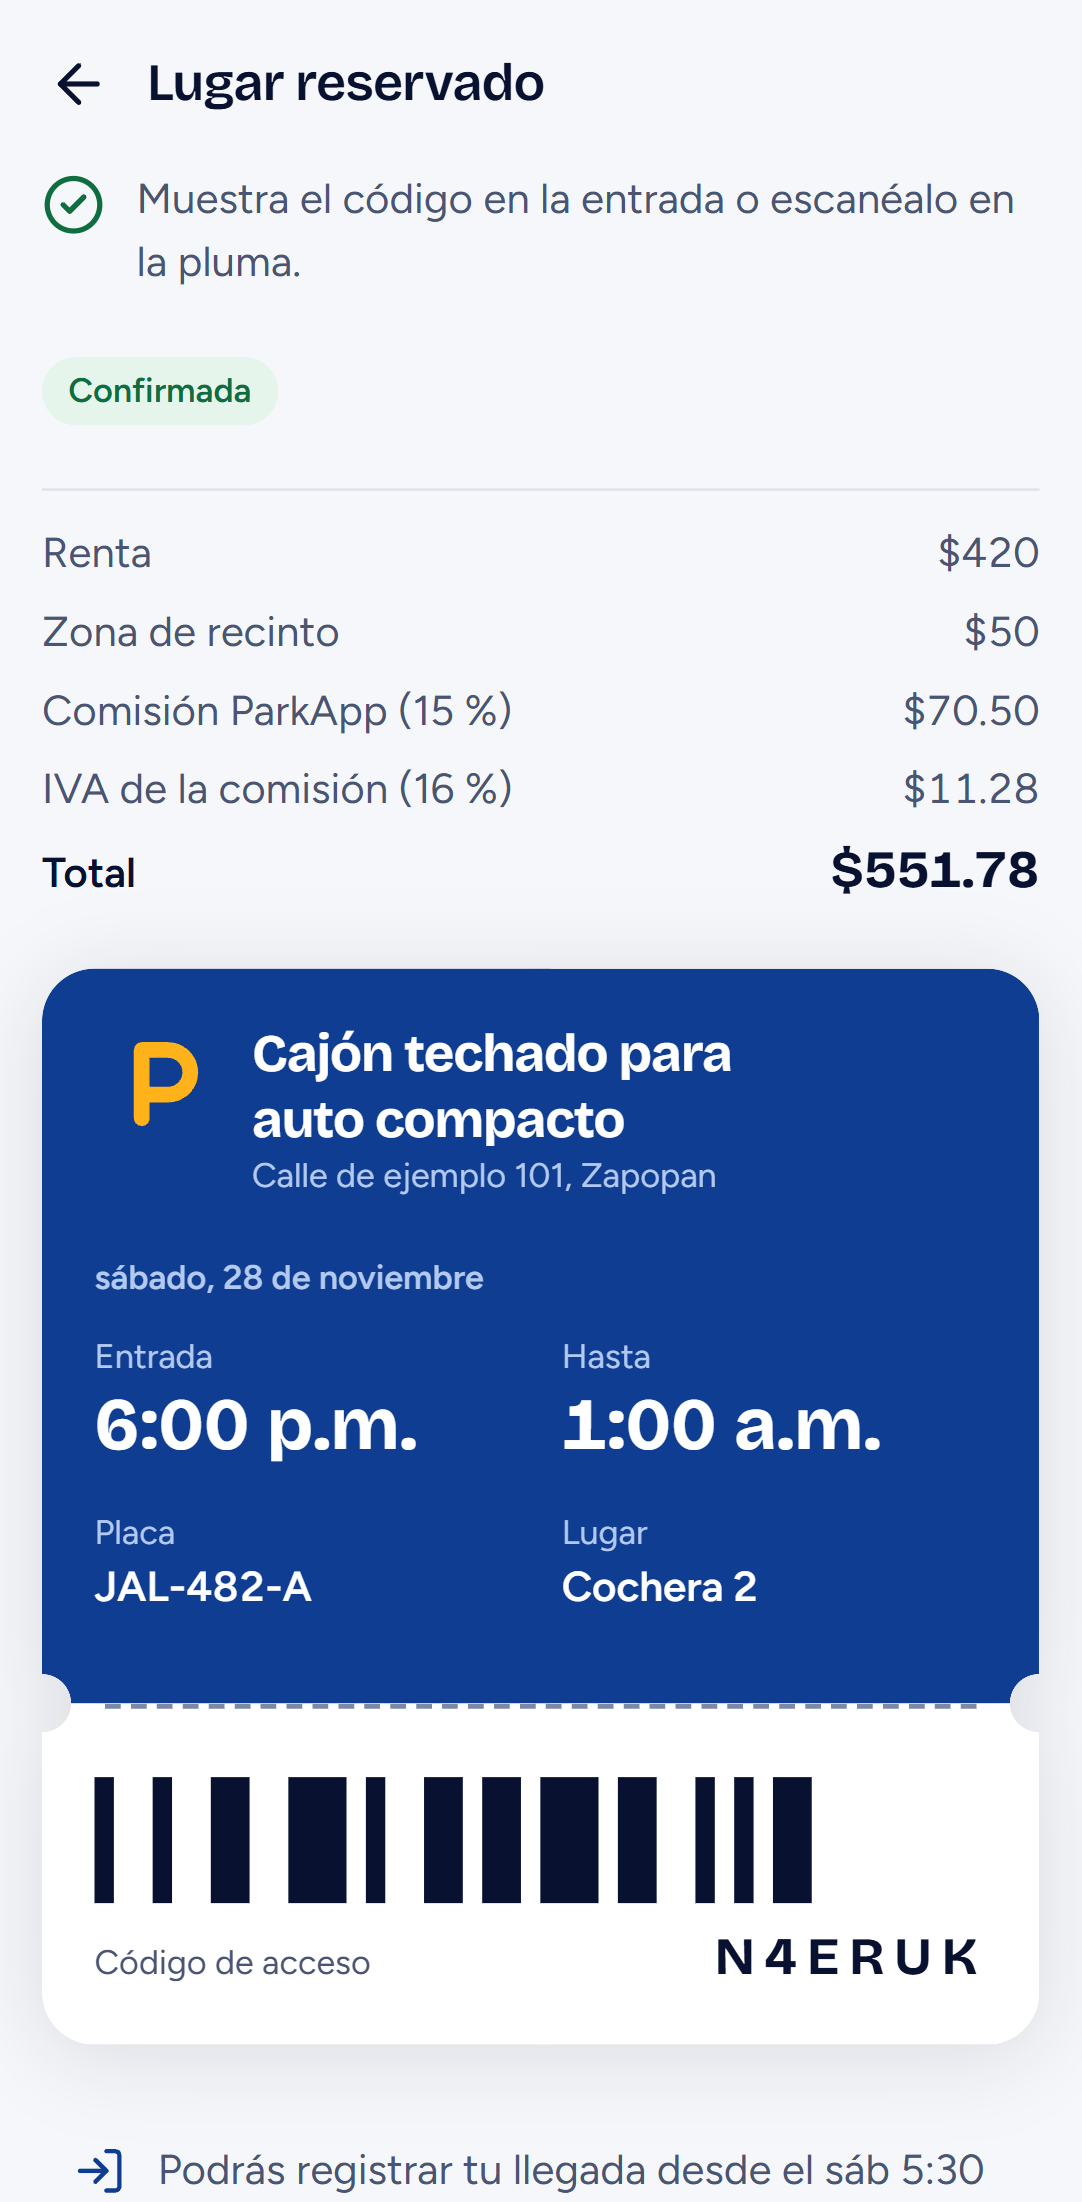 Lugar reservado
Muestra el código en la entrada o escanéalo en
la pluma.
Confirmada
Renta $420
Zona de recinto $50
Comisión ParkApp (15 %) $70.50
IVA de la comisión (16 %) $11.28
Total $551.78
P
Cajón techado para
auto compacto
Calle de ejemplo 101, Zapopan
sábado, 28 de noviembre
Entrada Hasta
6:00 p.m. 1:00 a.m.
Placa Lugar
JAL-482-A Cochera 2
Código de acceso N4ERUK
Podrás registrar tu llegada desde el sáb 5:30